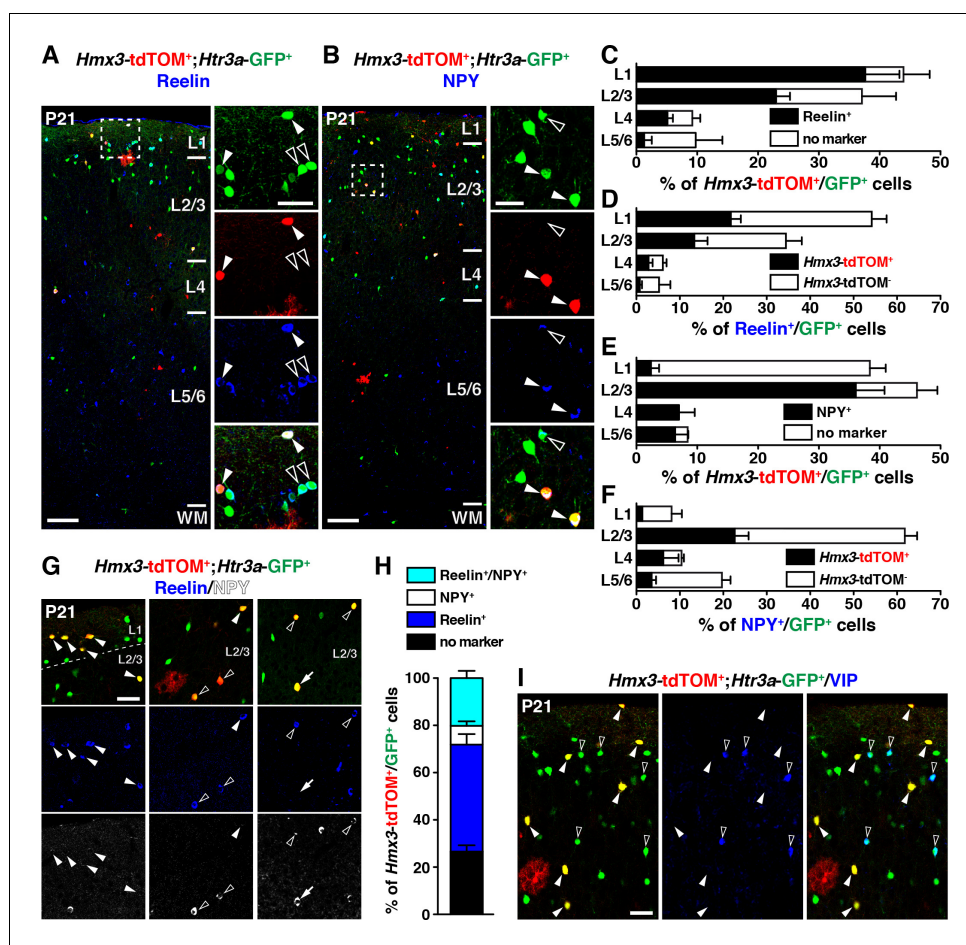 A
Hmx3-tdTOM⁺;Htr3a-GFP⁺
Reelin
P21
L1
L2/3
L4
L5/6
WM
B
Hmx3-tdTOM⁺;Htr3a-GFP⁺
NPY
P21
L1
L2/3
L4
L5/6
WM
C
L1
L2/3
L4
L5/6
Reelin⁺
no marker
0 10 20 30 40 50
% of Hmx3-tdTOM⁺/GFP⁺ cells
D
L1
L2/3
L4
L5/6
Hmx3-tdTOM⁺
Hmx3-tdTOM⁻
0 10 20 30 40 50 60 70
% of Reelin⁺/GFP⁺ cells
E
L1
L2/3
L4
L5/6
NPY⁺
no marker
0 10 20 30 40 50
% of Hmx3-tdTOM⁺/GFP⁺ cells
F
L1
L2/3
L4
L5/6
Hmx3-tdTOM⁺
Hmx3-tdTOM⁻
0 10 20 30 40 50 60 70
% of NPY⁺/GFP⁺ cells
G
Hmx3-tdTOM⁺;Htr3a-GFP⁺
Reelin/NPY
P21
L1
L2/3
L2/3
L2/3
H
Reelin⁺/NPY⁺
NPY⁺
Reelin⁺
no marker
100
80
60
40
20
0
% of Hmx3-tdTOM⁺/GFP⁺ cells
I
Hmx3-tdTOM⁺;Htr3a-GFP⁺/VIP
P21